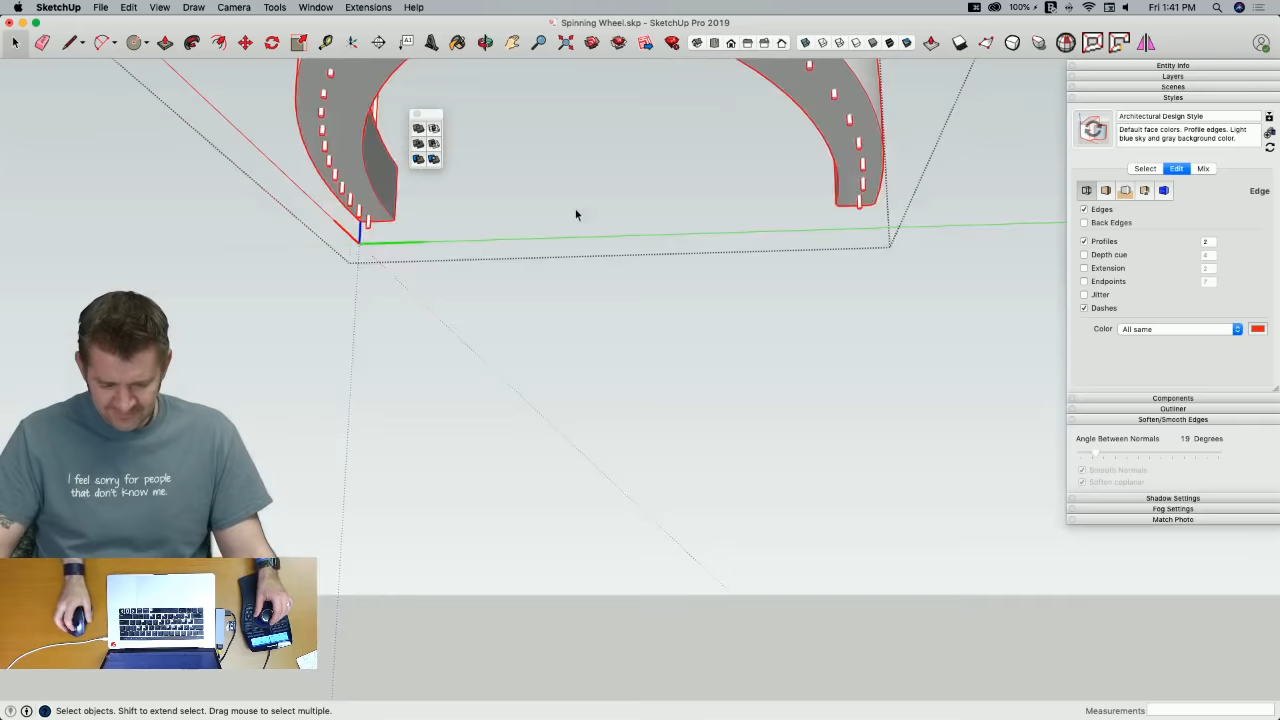 SketchUp File Edit View Draw Camera Tools Window Extensions Help 100% Fri 1:41 PM
Spinning Wheel.skp - SketchUp Pro 2019
Entity Info
Layers
Scenes
Styles
Architectural Design Style
Default face colors. Profile edges. Light
blue sky and gray background color.
Select Edit Mix
Edge
Edges
Back Edges
Profiles 2
Depth cue 4
Extension 2
Endpoints 7
Jitter
Dashes
Color All same
Components
Outliner
Soften/Smooth Edges
Angle Between Normals 19 Degrees
Smooth Normals
Soften coplanar
Shadow Settings
Fog Settings
Match Photo
I feel sorry for people
that don't know me.
Select objects. Shift to extend select. Drag mouse to select multiple. Measurements